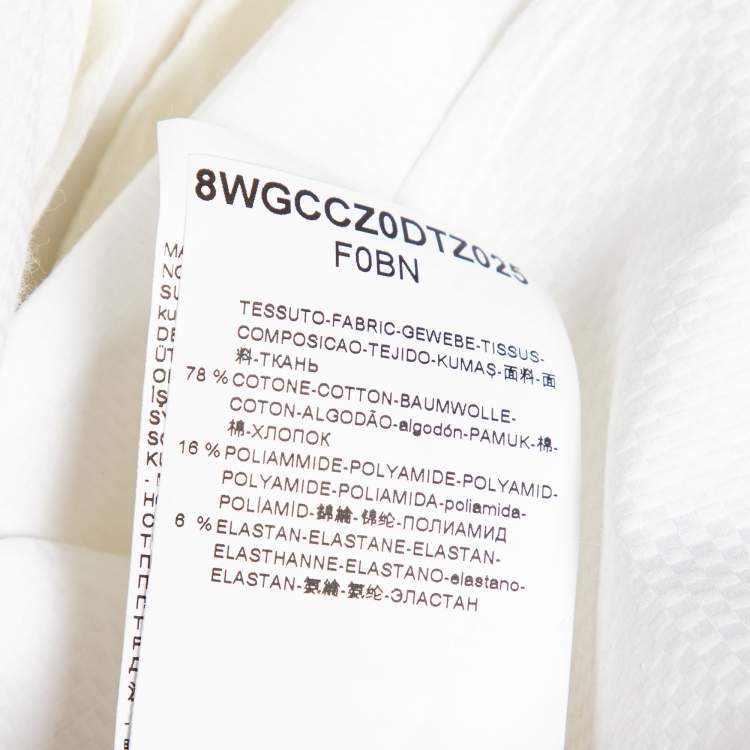 8WGCCZ0DTZ025
F0BN
TESSUTO-FABRIC-GEWEBE-TISSUS-
COMPOSICAO-TEJIDO-KUMAŞ-面料-面
料-ТКАНЬ
78 % COTONE-COTTON-BAUMWOLLE-
COTON-ALGODÃO-algodón-PAMUK-棉-
棉-ХЛОПОК
16 % POLIAMMIDE-POLYAMIDE-POLYAMID-
POLYAMIDE-POLIAMIDA-poliamida-
POLİAMİD-錦綸-锦纶-ПОЛИАМИД
6 % ELASTAN-ELASTANE-ELASTAN-
ELASTHANNE-ELASTANO-elastano-
ELASTAN-氨綸-氨纶-ЭЛАСТАН